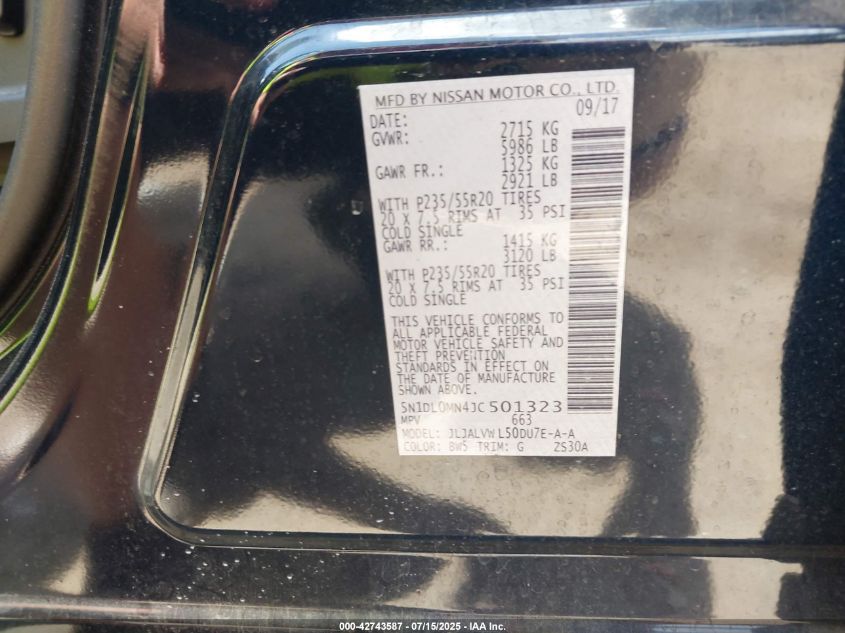 MFD BY NISSAN MOTOR CO., LTD.
DATE: 09/17
GVWR: 2715 KG
5986 LB
GAWR FR.: 1325 KG
2921 LB
WITH P235/55R20 TIRES
20 X 7.5 RIMS AT 35 PSI
COLD SINGLE
GAWR RR.: 1415 KG
3120 LB
WITH P235/55R20 TIRES
20 X 7.5 RIMS AT 35 PSI
COLD SINGLE
THIS VEHICLE CONFORMS TO
ALL APPLICABLE FEDERAL
MOTOR VEHICLE SAFETY AND
THEFT PREVENTION
STANDARDS IN EFFECT ON
THE DATE OF MANUFACTURE
SHOWN ABOVE.
5N1DL0MN4JC501323
MPV 663
MODEL: JLJALVWL50DU7E-A-A
COLOR: BW5 TRIM: G ZS30A
000-42743587 - 07/15/2025 - IAA Inc.